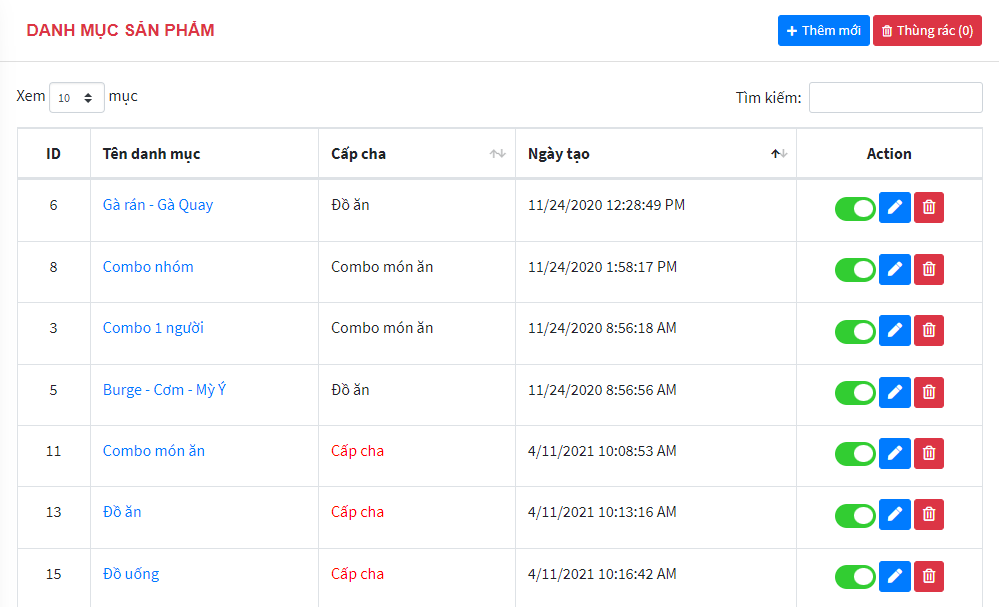 DANH MỤC SẢN PHẨM
Thêm mới
Thùng rác (0)
Xem 10 mục
Tìm kiếm:
ID Tên danh mục Cấp cha Ngày tạo Action
6 Gà rán - Gà Quay Đồ ăn 11/24/2020 12:28:49 PM
8 Combo nhóm Combo món ăn 11/24/2020 1:58:17 PM
3 Combo 1 người Combo món ăn 11/24/2020 8:56:18 AM
5 Burge - Cơm - Mỳ Ý Đồ ăn 11/24/2020 8:56:56 AM
11 Combo món ăn Cấp cha 4/11/2021 10:08:53 AM
13 Đồ ăn Cấp cha 4/11/2021 10:13:16 AM
15 Đồ uống Cấp cha 4/11/2021 10:16:42 AM